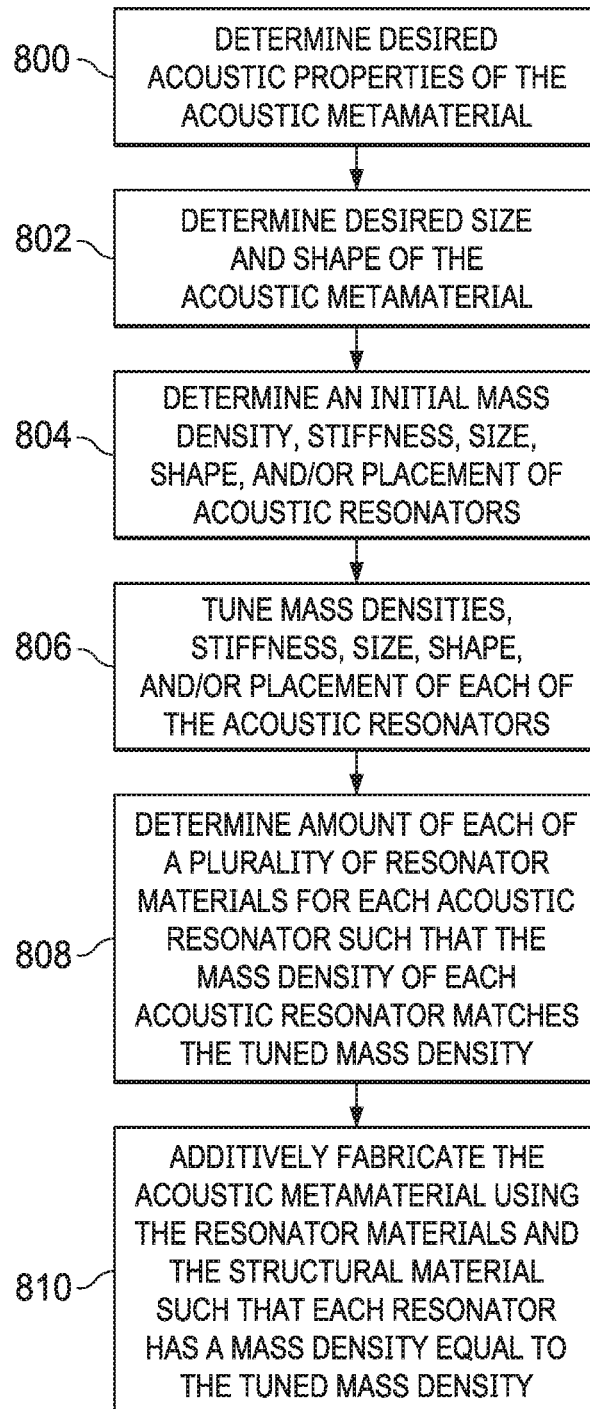 800
DETERMINE DESIRED
ACOUSTIC PROPERTIES OF THE
ACOUSTIC METAMATERIAL
802
DETERMINE DESIRED SIZE
AND SHAPE OF THE
ACOUSTIC METAMATERIAL
804
DETERMINE AN INITIAL MASS
DENSITY, STIFFNESS, SIZE,
SHAPE, AND/OR PLACEMENT OF
ACOUSTIC RESONATORS
806
TUNE MASS DENSITIES,
STIFFNESS, SIZE, SHAPE,
AND/OR PLACEMENT OF EACH OF
THE ACOUSTIC RESONATORS
808
DETERMINE AMOUNT OF EACH OF
A PLURALITY OF RESONATOR
MATERIALS FOR EACH ACOUSTIC
RESONATOR SUCH THAT THE
MASS DENSITY OF EACH
ACOUSTIC RESONATOR MATCHES
THE TUNED MASS DENSITY
810
ADDITIVELY FABRICATE THE
ACOUSTIC METAMATERIAL USING
THE RESONATOR MATERIALS AND
THE STRUCTURAL MATERIAL
SUCH THAT EACH RESONATOR
HAS A MASS DENSITY EQUAL TO
THE TUNED MASS DENSITY